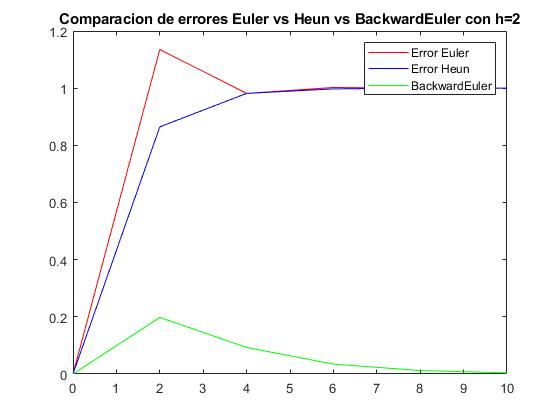 Comparacion de errores Euler vs Heun vs BackwardEuler con h=2
1.2
1
0.8
0.6
0.4
0.2
0
Error Euler
Error Heun
BackwardEuler
0 1 2 3 4 5 6 7 8 9 10